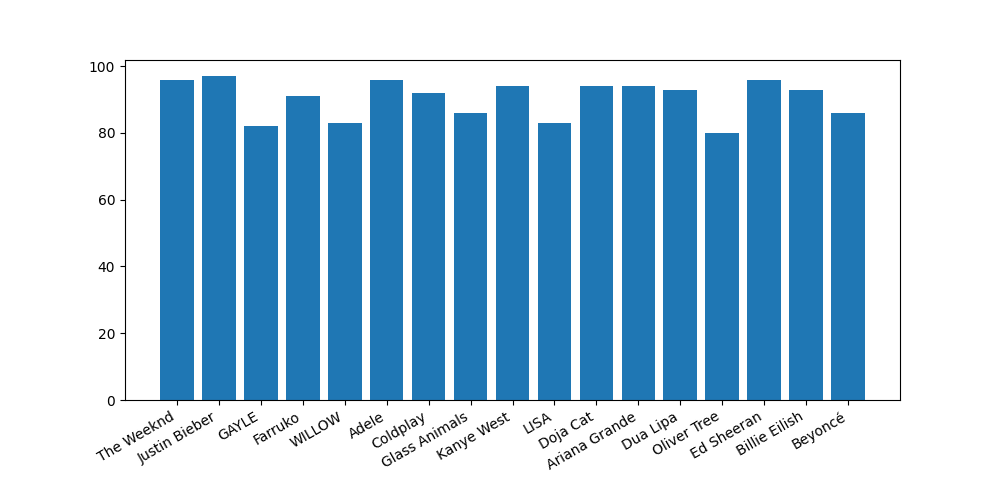 100
80
60
40
20
0
The Weeknd
Justin Bieber
GAYLE
Farruko
WILLOW
Adele
Coldplay
Glass Animals
Kanye West
LISA
Doja Cat
Ariana Grande
Dua Lipa
Oliver Tree
Ed Sheeran
Billie Eilish
Beyoncé